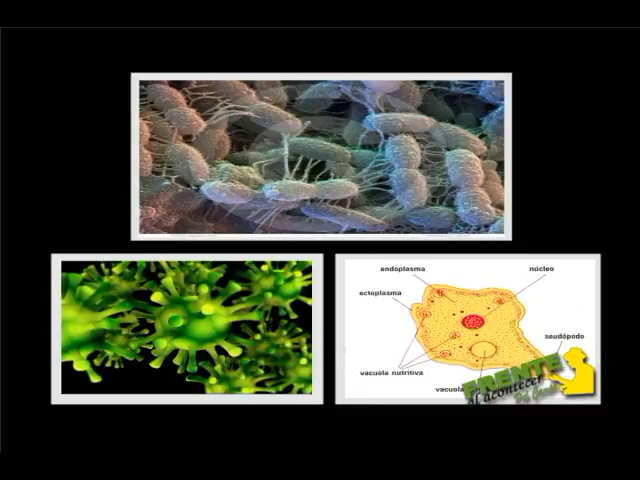 endoplasma
núcleo
ectoplasma
seudópodo
vacuola nutritiva
vacuola
FRENTE
al acontecer